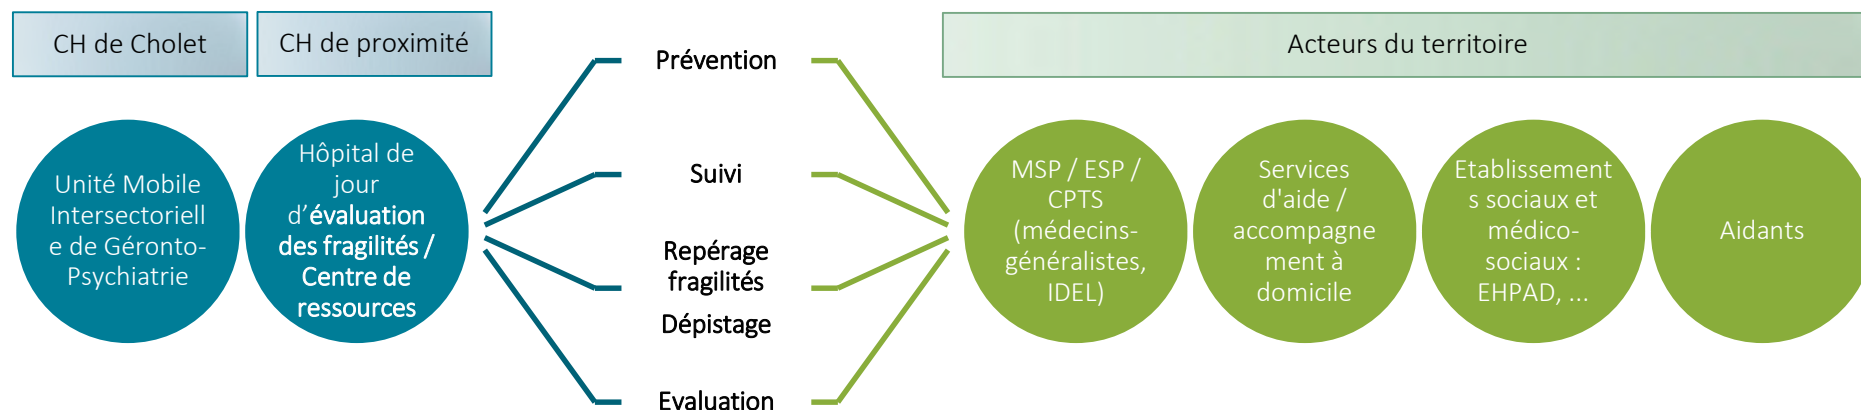 CH de Cholet
CH de proximité
Acteurs du territoire
Unité Mobile
Intersectoriell
e de Géronto-
Psychiatrie
Hôpital de
jour
d’évaluation
des fragilités /
Centre de
ressources
Prévention
Suivi
Repérage
fragilités
Dépistage
Evaluation
MSP / ESP /
CPTS
(médecins-
généralistes,
IDEL)
Services
d'aide /
accompagne
ment à
domicile
Etablissement
s sociaux et
médico-
sociaux :
EHPAD, ...
Aidants